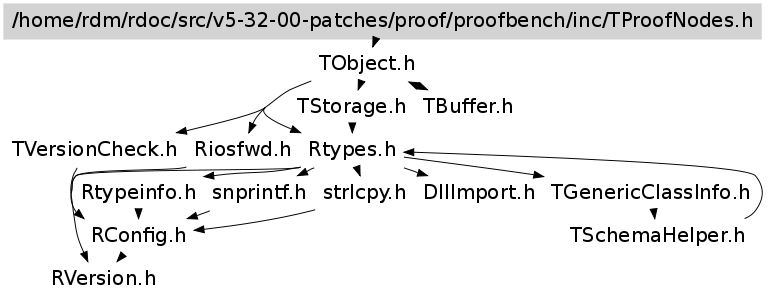 /home/rdm/rdoc/src/v5-32-00-patches/proof/proofbench/inc/TProofNodes.h
TObject.h
TStorage.h TBuffer.h
TVersionCheck.h Riosfwd.h Rtypes.h
Rtypeinfo.h snprintf.h strlcpy.h DllImport.h TGenericClassInfo.h
RConfig.h TSchemaHelper.h
RVersion.h